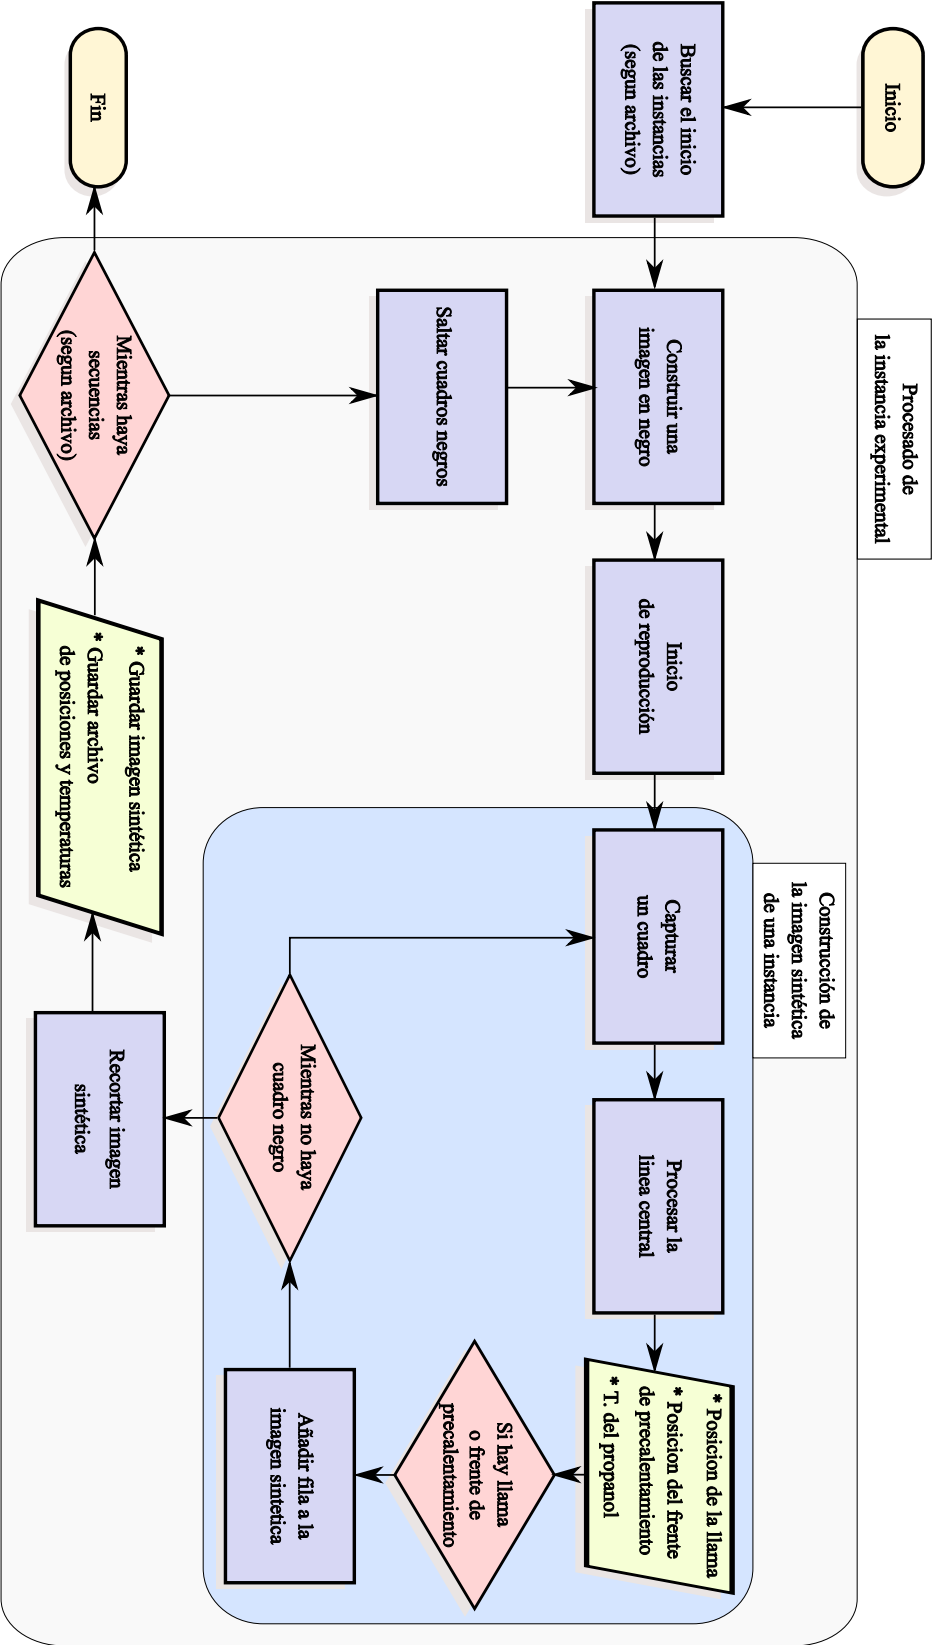 Inicio
Buscar el inicio
de las instancias
(segun archivo)
Procesado de
la instancia experimental
Construir una
imagen en negro
Inicio
de reproducción
Construcción de
la imagen sintética
de una instancia
Capturar
un cuadro
Procesar la
linea central
* Posicion de la llama
* Posicion del frente
de precalentamiento
* T. del propanol
Si hay llama
o frente de
precalentamiento
Añadir fila a la
imagen sintetica
Mientras no haya
cuadro negro
Recortar imagen
sintética
* Guardar imagen sintética
* Guardar archivo
de posiciones y temperaturas
Mientras haya
secuencias
(segun archivo)
Saltar cuadros negros
Fin